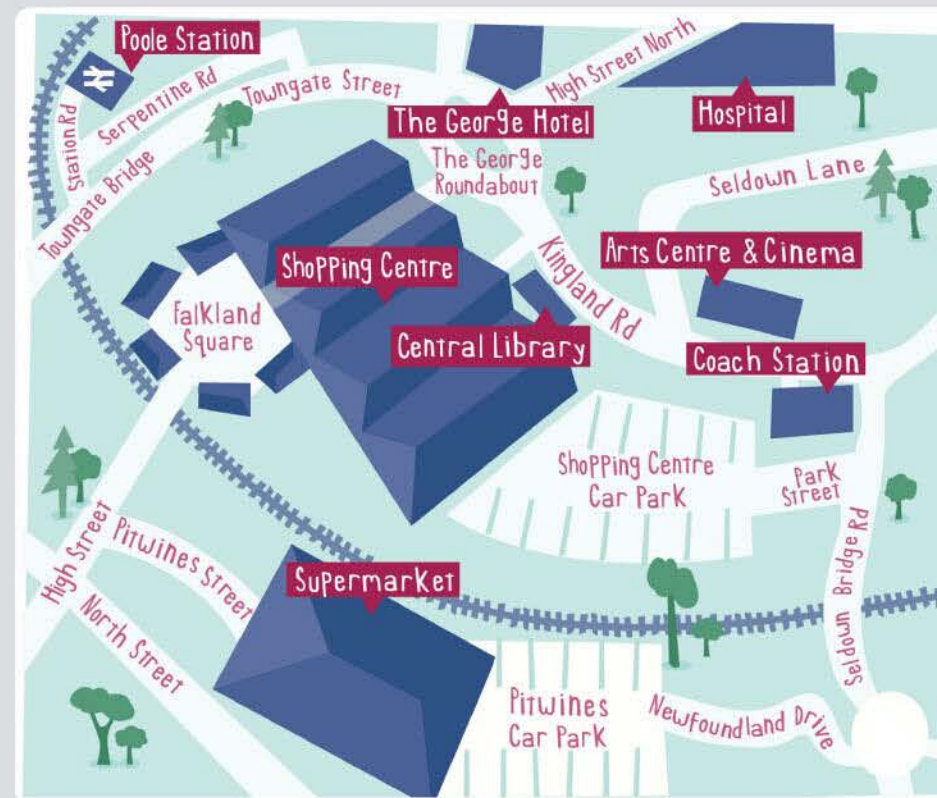 Poole Station
Serpentine Rd
Station Rd
Towngate Street
Towngate Bridge
The George Hotel
High Street North
Hospital
The George
Roundabout
Seldown Lane
Shopping Centre
Kingland Rd
Arts Centre & Cinema
Falkland
Square
Central Library
Coach Station
Shopping Centre
Car Park
Park
Street
High Street
Pitwines Street
Supermarket
Seldown Bridge Rd
North Street
Pitwines
Car Park
Newfoundland Drive